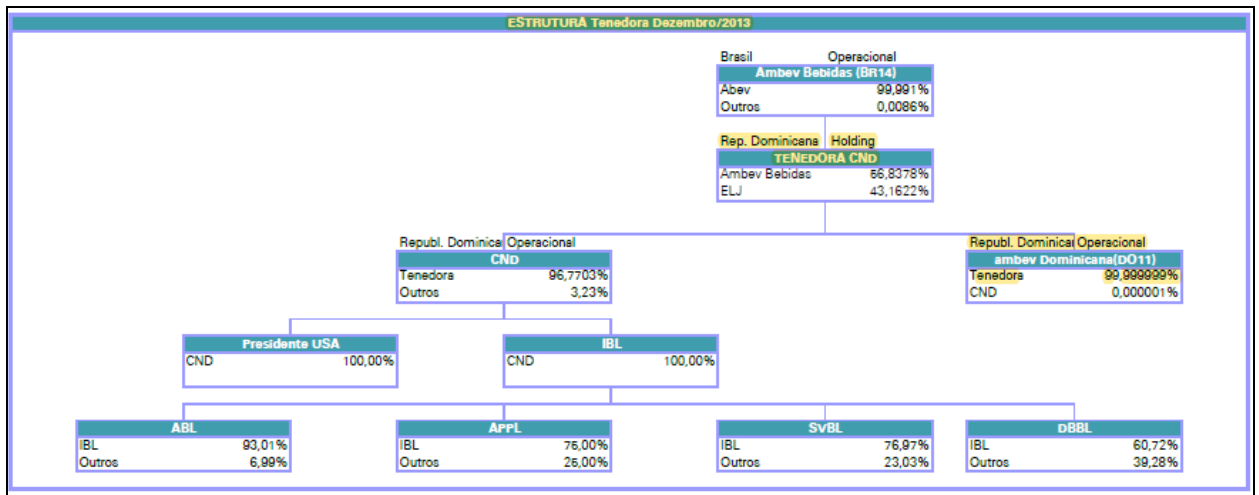 ESTRUTURA Tenedora Dezembro/2013
Brasil Operacional
Ambev Bebidas (BR14)
Abev 99,991%
Outros 0,0086%
Rep. Dominicana Holding
TENEDORA CND
Ambev Bebidas 56,8378%
ELJ 43,1622%
Republ. Dominica Operacional
CND
Tenedora 96,7703%
Outros 3,23%
Republ. Dominica Operacional
ambev Dominicana(DO11)
Tenedora 99,999999%
CND 0,000001%
Presidente USA
CND 100,00%
IBL
CND 100,00%
ABL
IBL 93,01%
Outros 6,99%
APPL
IBL 75,00%
Outros 25,00%
SVBL
IBL 76,97%
Outros 23,03%
DBBL
IBL 60,72%
Outros 39,28%